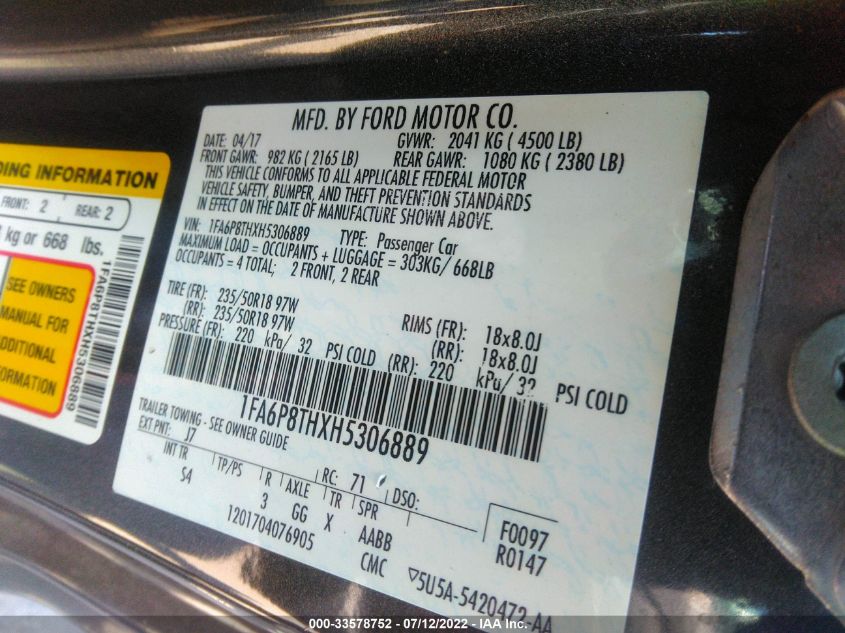 DING INFORMATION
FRONT: 2
REAR: 2
kg or 668 lbs.
SEE OWNERS
MANUAL FOR
ADDITIONAL
INFORMATION
1FA6P8THXH5306889
MFD. BY FORD MOTOR CO.
DATE: 04/17 GVWR: 2041 KG ( 4500 LB)
FRONT GAWR: 982 KG ( 2165 LB) REAR GAWR: 1080 KG ( 2380 LB)
THIS VEHICLE CONFORMS TO ALL APPLICABLE FEDERAL MOTOR
VEHICLE SAFETY, BUMPER, AND THEFT PREVENTION STANDARDS
IN EFFECT ON THE DATE OF MANUFACTURE SHOWN ABOVE.
VIN: 1FA6P8THXH5306889 TYPE: Passenger Car
MAXIMUM LOAD = OCCUPANTS + LUGGAGE = 303KG/ 668LB
OCCUPANTS = 4 TOTAL; 2 FRONT, 2 REAR
TIRE (FR): 235/50R18 97W RIMS (FR): 18x8.0J
(RR): 235/50R18 97W (RR): 18x8.0J
PRESSURE (FR): 220 kPa/ 32 PSI COLD (RR): 220 kPa/ 32 PSI COLD
1FA6P8THXH5306889
TRAILER TOWING - SEE OWNER GUIDE
EXT PNT: J7 RC: 71 DSO:
INT TR TP/PS R AXLE TR SPR
S4 3 GG X AABB
F0097
R0147
1201704076905 CMC
5U5A-5420472-AA
000-33578752 - 07/12/2022 - IAA Inc.